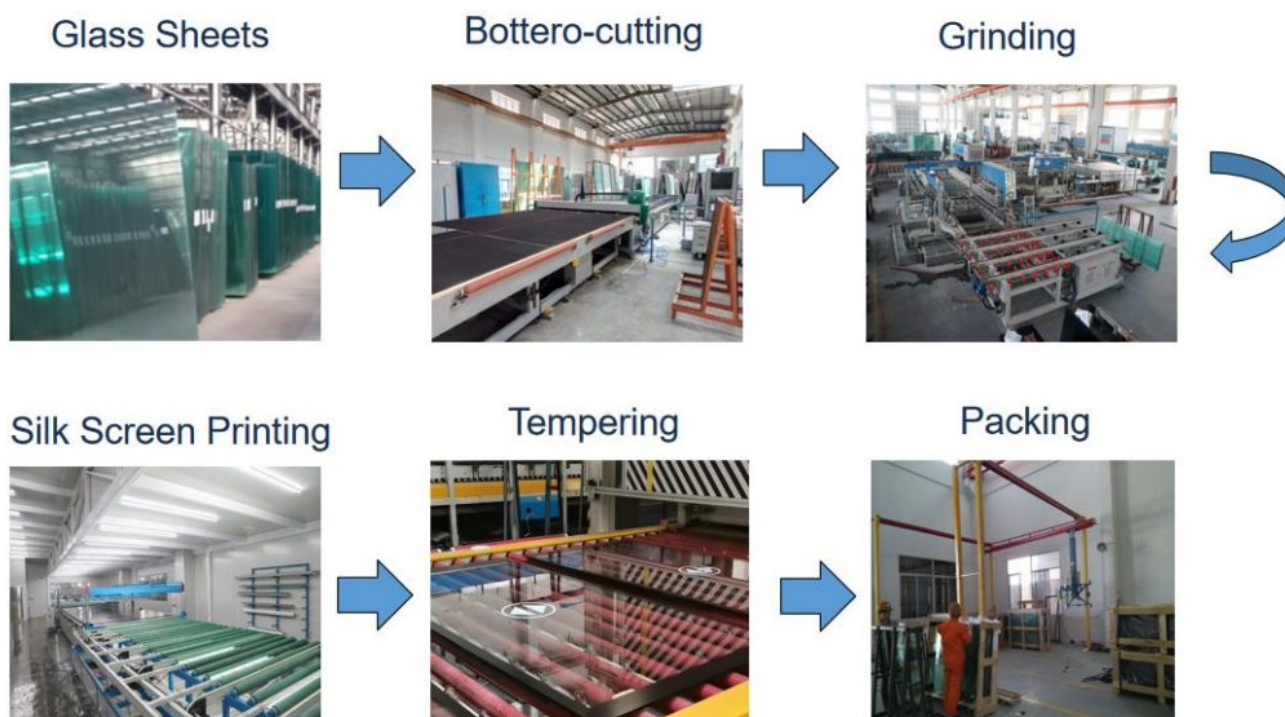 Glass Sheets
Bottero-cutting
Grinding
Silk Screen Printing
Tempering
Packing